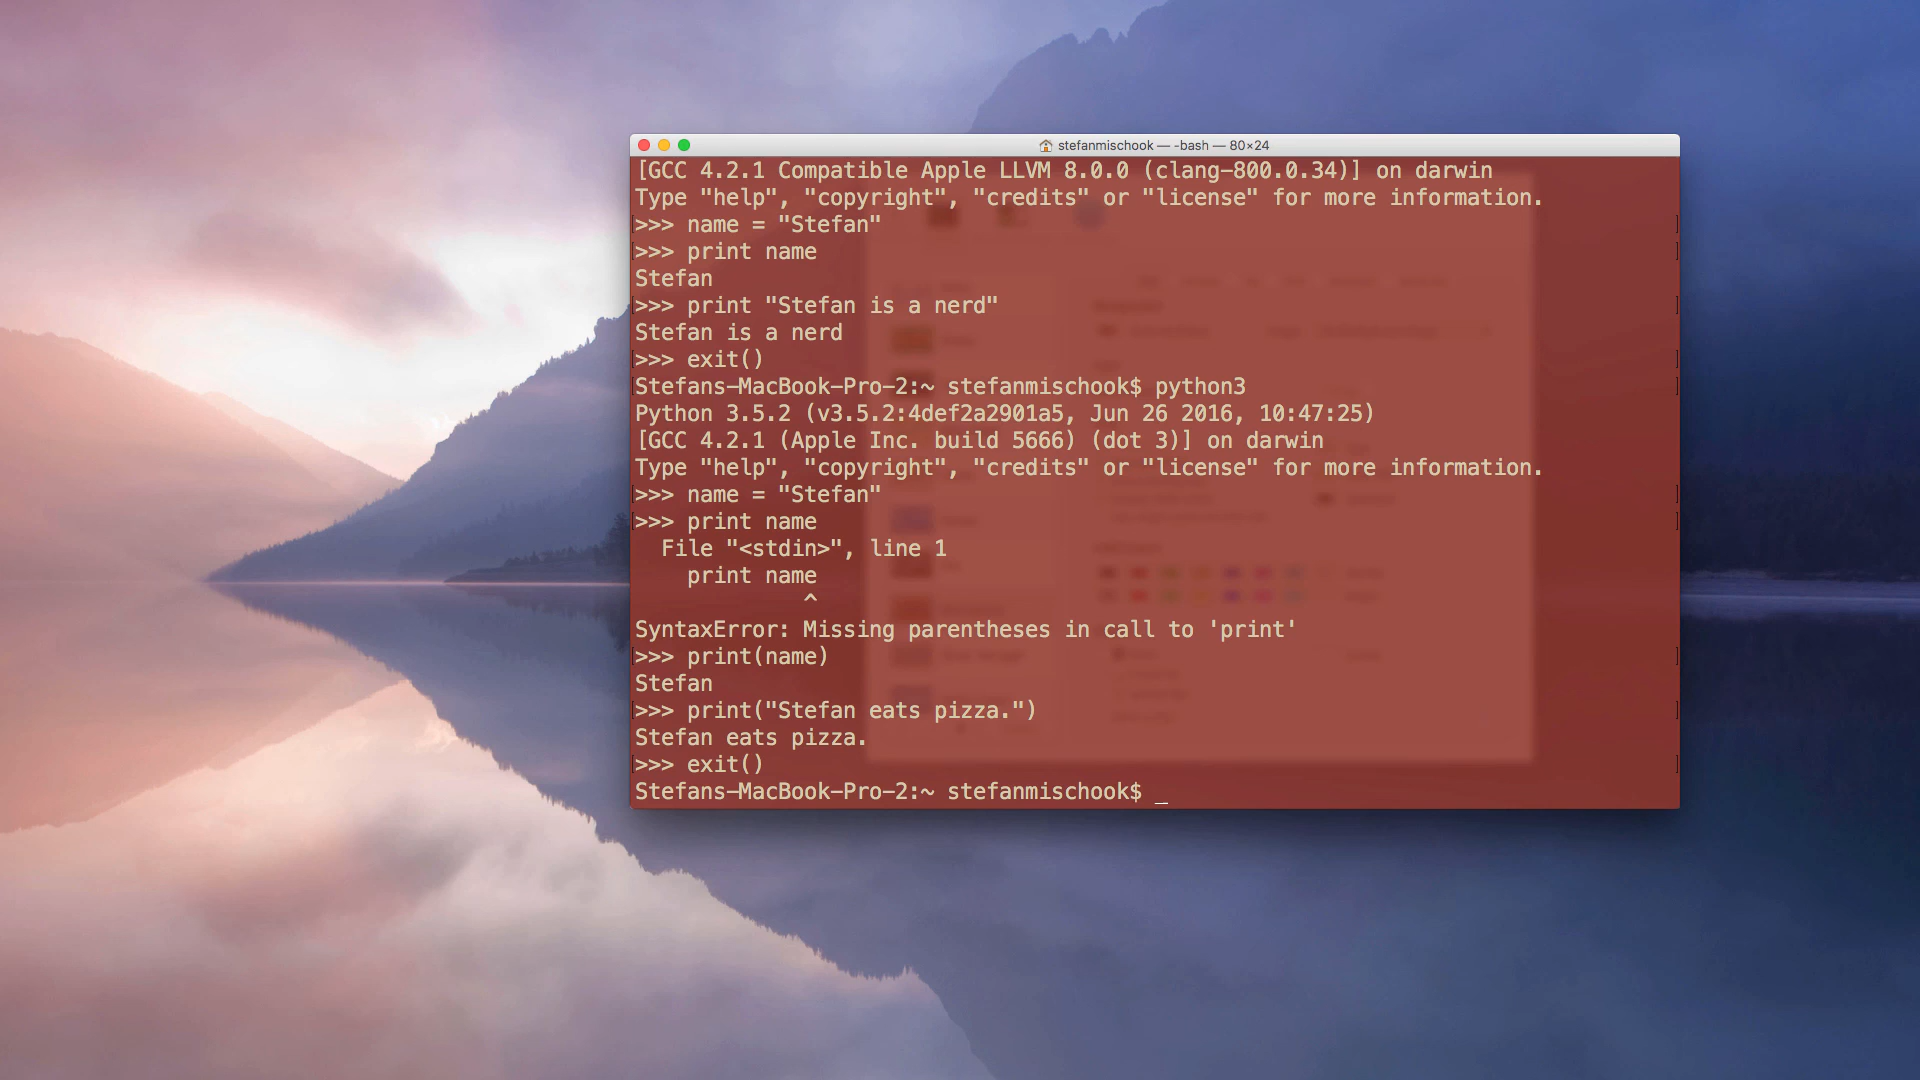 stefanmischook — -bash — 80×24
[GCC 4.2.1 Compatible Apple LLVM 8.0.0 (clang-800.0.34)] on darwin
Type "help", "copyright", "credits" or "license" for more information.
>>> name = "Stefan"
>>> print name
Stefan
>>> print "Stefan is a nerd"
Stefan is a nerd
>>> exit()
Stefans-MacBook-Pro-2:~ stefanmischook$ python3
Python 3.5.2 (v3.5.2:4def2a2901a5, Jun 26 2016, 10:47:25)
[GCC 4.2.1 (Apple Inc. build 5666) (dot 3)] on darwin
Type "help", "copyright", "credits" or "license" for more information.
>>> name = "Stefan"
>>> print name
  File "<stdin>", line 1
    print name
             ^
SyntaxError: Missing parentheses in call to 'print'
>>> print(name)
Stefan
>>> print("Stefan eats pizza.")
Stefan eats pizza.
>>> exit()
Stefans-MacBook-Pro-2:~ stefanmischook$ _